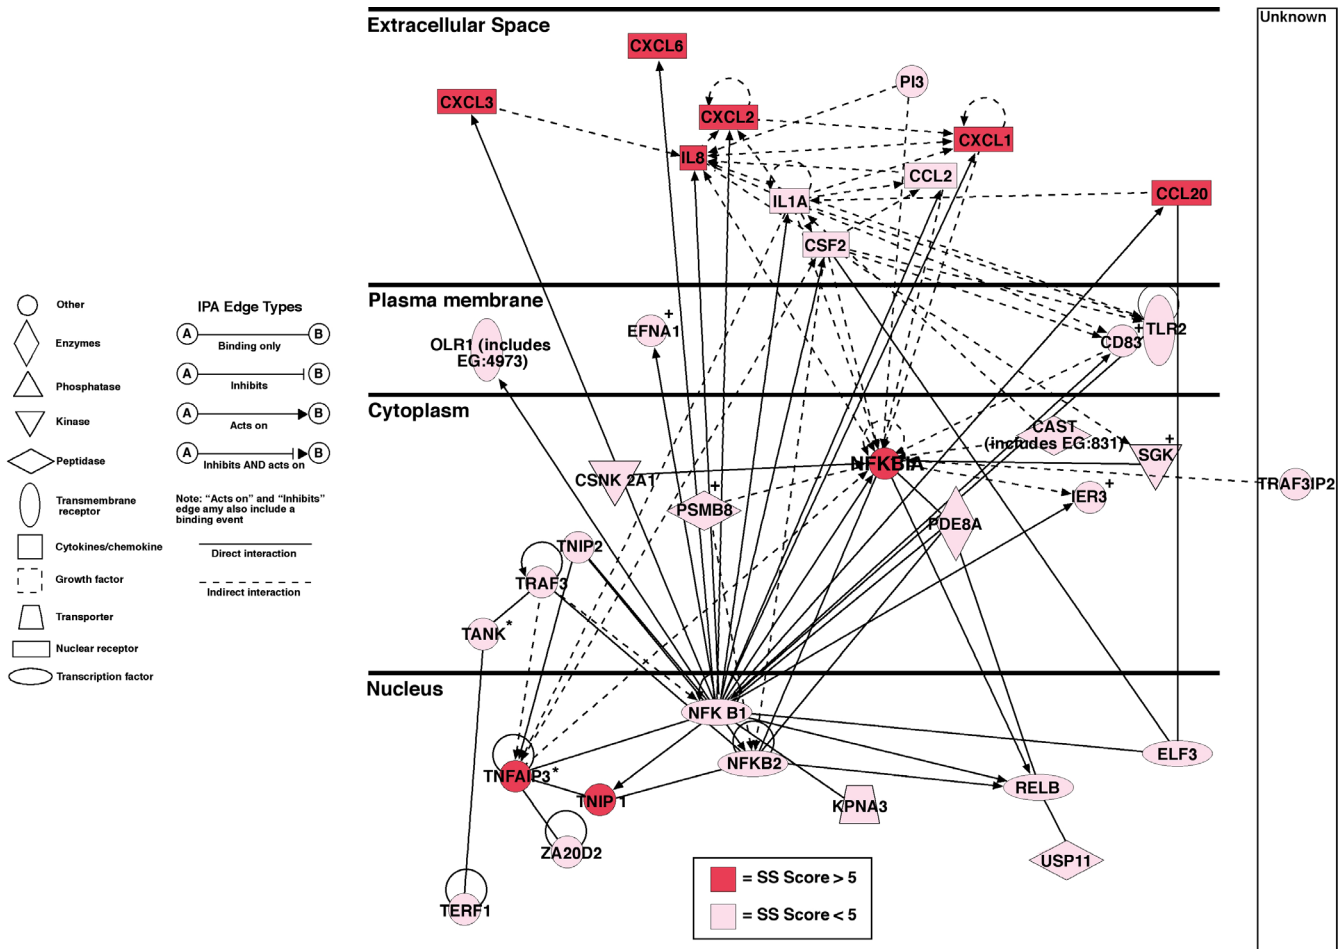 Extracellular Space
Unknown
CXCL6
PI3
CXCL3
CXCL2
CXCL1
IL8
CCL2
CCL20
IL1A
CSF2
Plasma membrane
EFNA1
+
OLR1 (includes
EG:4973)
CD83
+
TLR2
Cytoplasm
CAST
(includes EG:831)
+
SGK
NFKBIA
CSNK 2A1
+
PSMB8
IER3
+
TRAF3IP2
PDE8A
TNIP2
TRAF3
TANK*
Nucleus
NFK B1
NFKB2
ELF3
TNFAIP3*
TNIP 1
RELB
KPNA3
ZA20D2
USP11
TERF1
= SS Score > 5
= SS Score < 5
Other
Enzymes
Phosphatase
Kinase
Peptidase
Transmembrane
receptor
Cytokines/chemokine
Growth factor
Transporter
Nuclear receptor
Transcription factor
IPA Edge Types
A B
Binding only
A B
Inhibits
A B
Acts on
A B
Inhibits AND acts on
Note: “Acts on” and “Inhibits”
edge amy also include a
binding event
Direct interaction
Indirect interaction